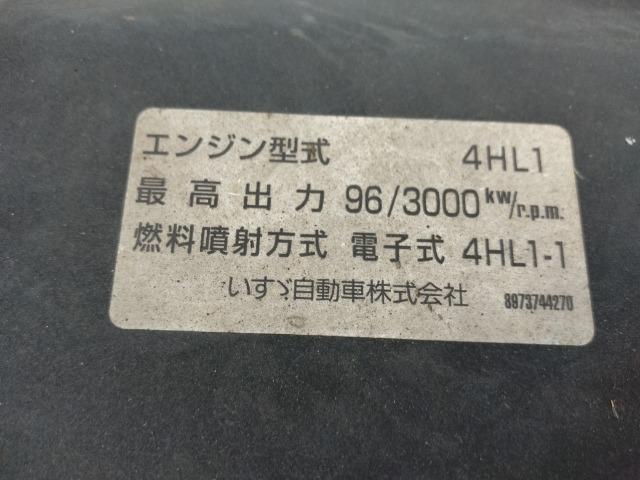 エンジン型式 4HL1
最高出力 96/3000 kw/r.p.m.
燃料噴射方式 電子式 4HL1-1
いすゞ自動車株式会社 8973744270